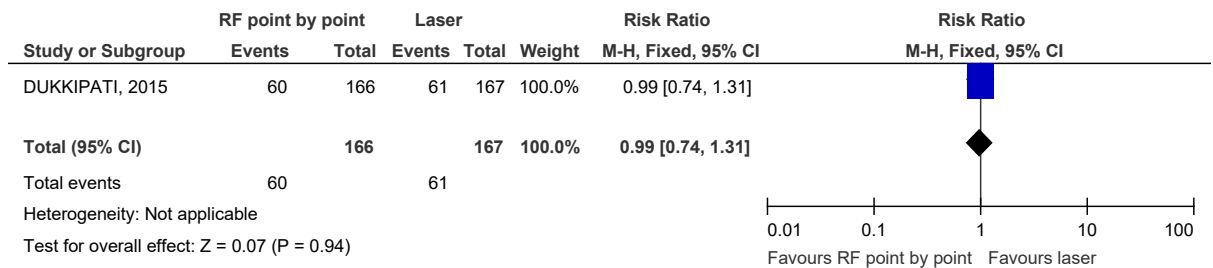 RF point by point Laser Risk Ratio Risk Ratio
Study or Subgroup Events Total Events Total Weight M-H, Fixed, 95% CI M-H, Fixed, 95% CI
DUKKIPATI, 2015 60 166 61 167 100.0% 0.99 [0.74, 1.31]
Total (95% CI) 166 167 100.0% 0.99 [0.74, 1.31]
Total events 60 61
Heterogeneity: Not applicable
Test for overall effect: Z = 0.07 (P = 0.94)
0.01 0.1 1 10 100
Favours RF point by point Favours laser